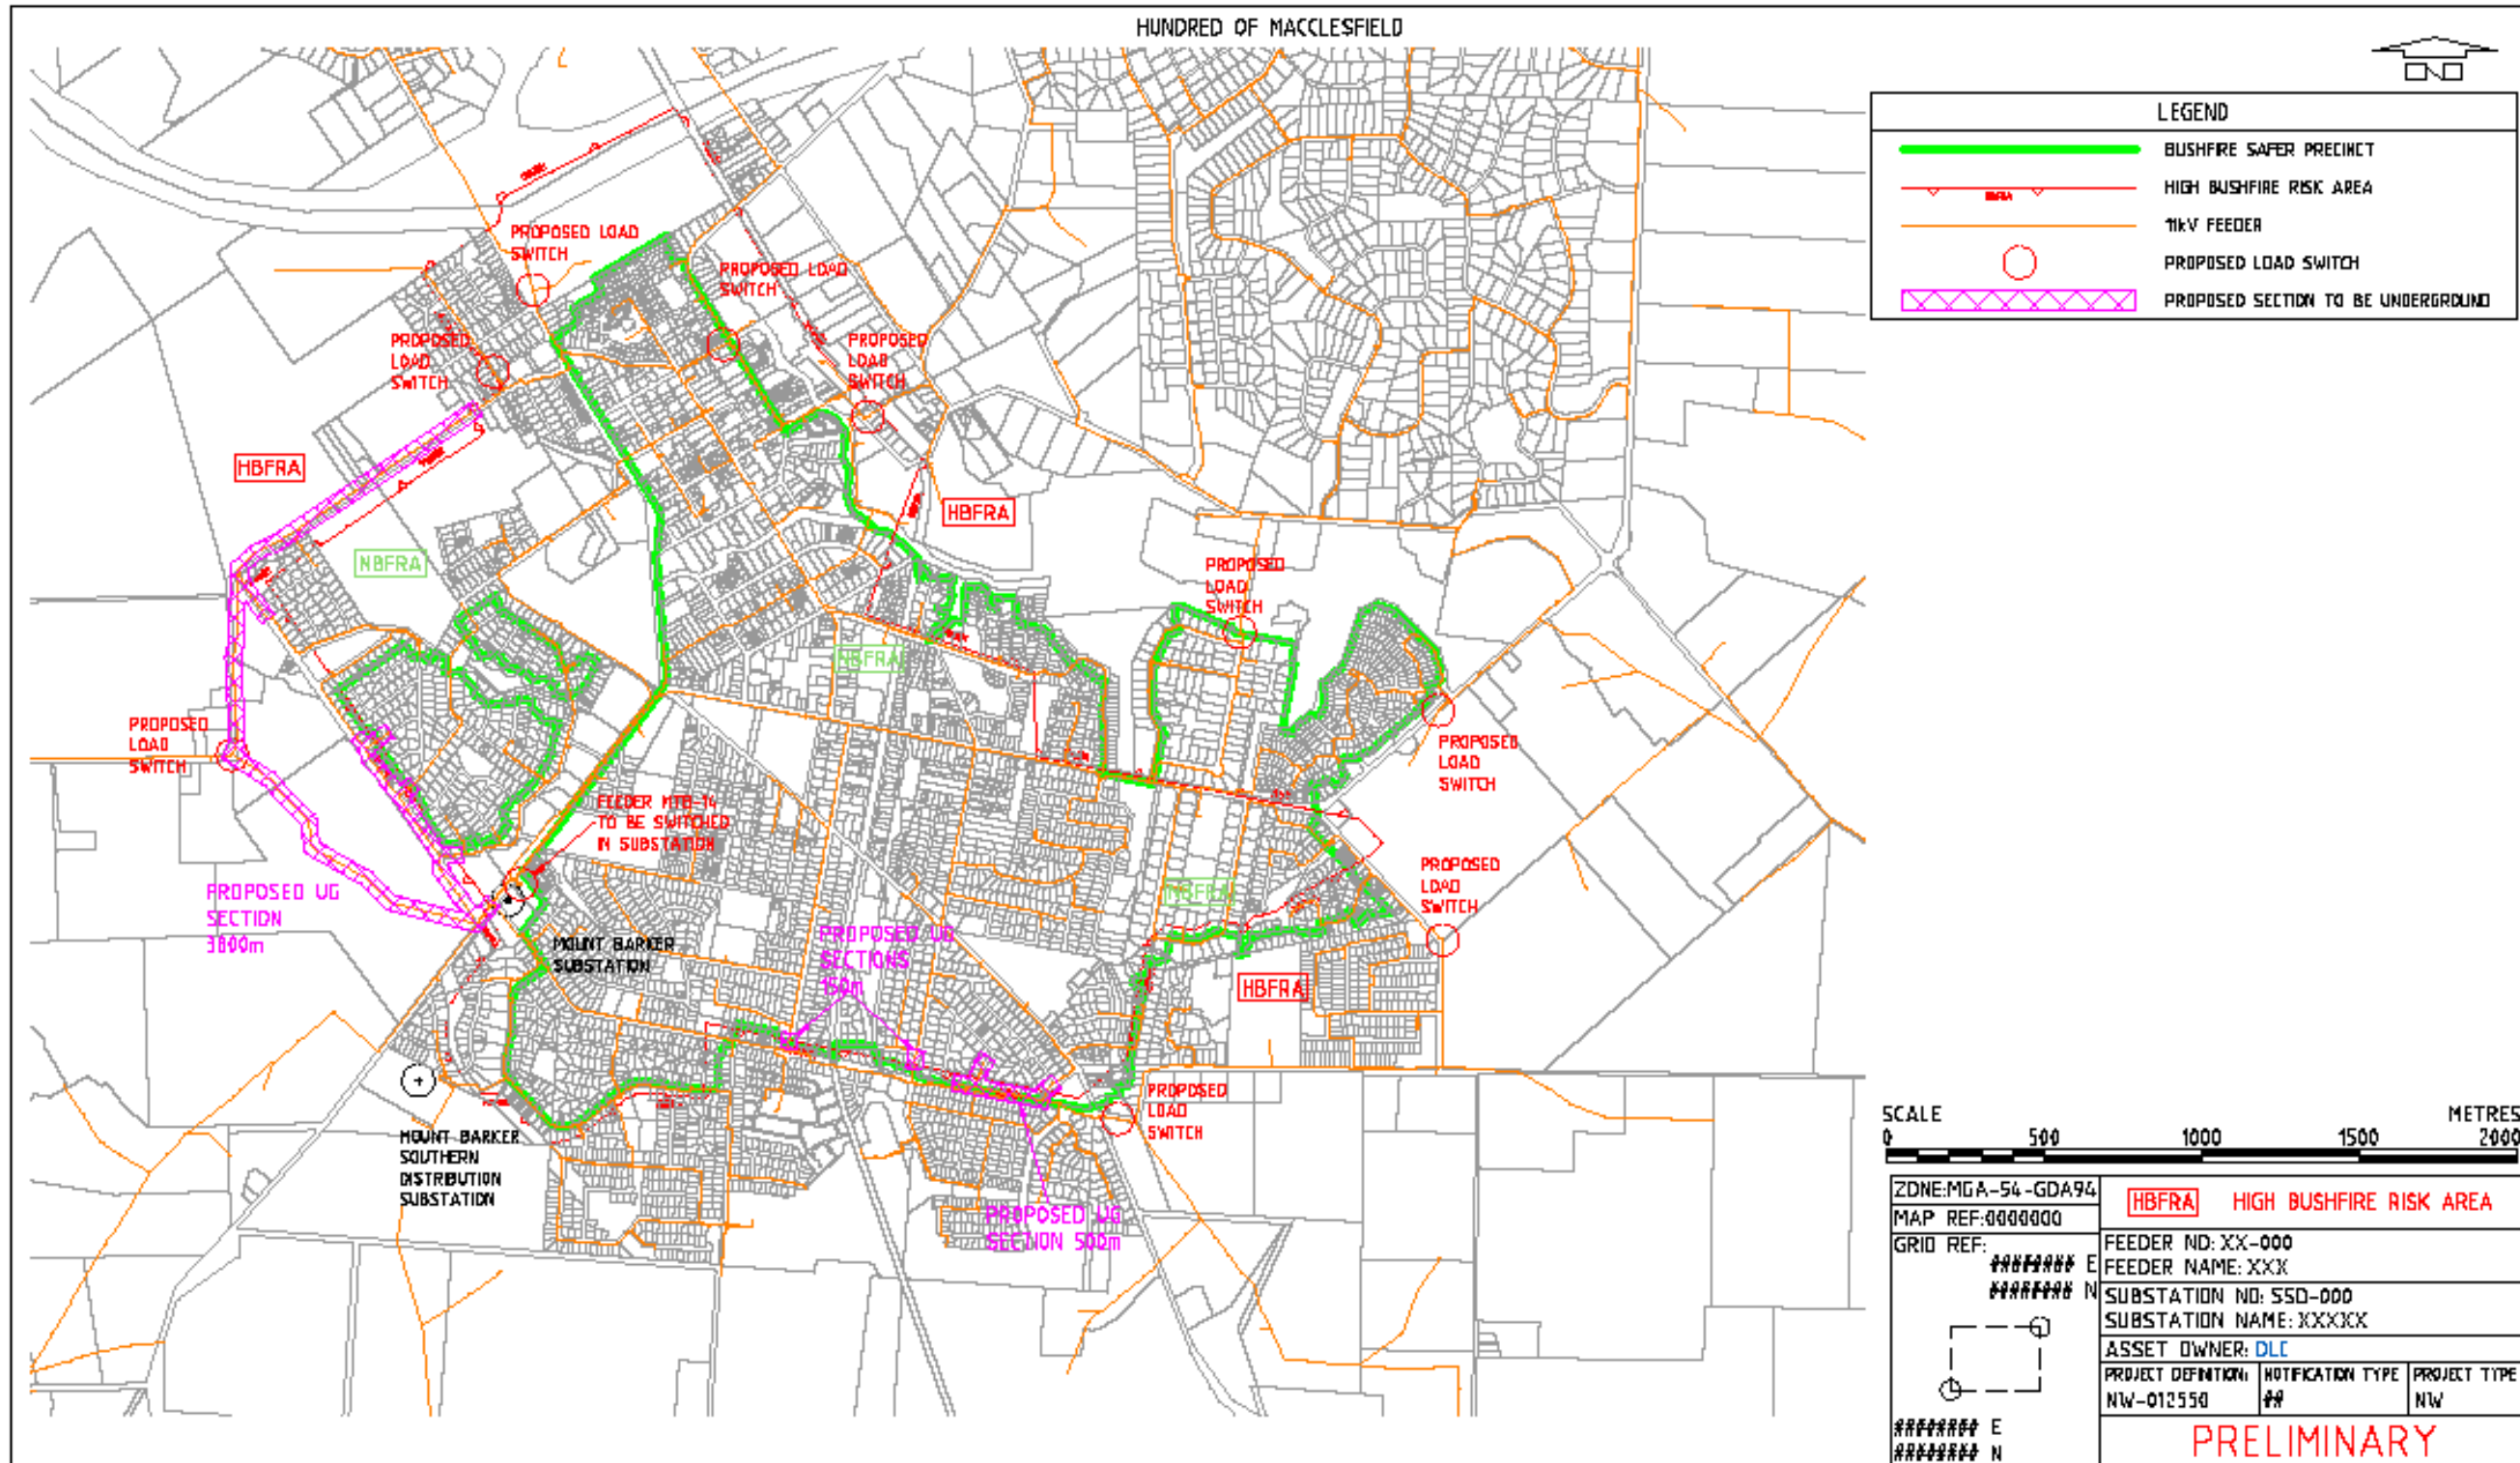 HUNDRED OF MACCLESFIELD
LEGEND
BUSHFIRE SAFER PRECINCT
HIGH BUSHFIRE RISK AREA
11kV FEEDER
PROPOSED LOAD SWITCH
PROPOSED SECTION TO BE UNDERGROUND
PROPOSED LOAD
SWITCH
PROPOSED LOAD
SWITCH
PROPOSED
LOAD
SWITCH
PROPOSED
LOAD
SWITCH
HBFRA
HBFRA
NBFRA
PROPOSED
LOAD
SWITCH
NBFRA
PROPOSED
LOAD
SWITCH
PROPOSED
LOAD
SWITCH
FEEDER MTB-14
TO BE SWITCHED
IN SUBSTATION
PROPOSED
LOAD
SWITCH
NBFRA
PROPOSED UG
SECTION
3800m
MOUNT BARKER
SUBSTATION
PROPOSED UG
SECTIONS
150m
HBFRA
PROPOSED
LOAD
SWITCH
MOUNT BARKER
SOUTHERN
DISTRIBUTION
SUBSTATION
PROPOSED UG
SECTION 500m
SCALE METRES
0 500 1000 1500 2000
ZONE:MGA-54-GDA94
MAP REF:0000000
GRID REF:
######## E
######## N
######## E
######## N
HBFRA HIGH BUSHFIRE RISK AREA
FEEDER NO: XX-000
FEEDER NAME: XXX
SUBSTATION NO: SSD-000
SUBSTATION NAME: XXXXX
ASSET OWNER:
PROJECT DEFINITION: NOTIFICATION TYPE PROJECT TYPE
NW-012550 ## NW
PRELIMINARY